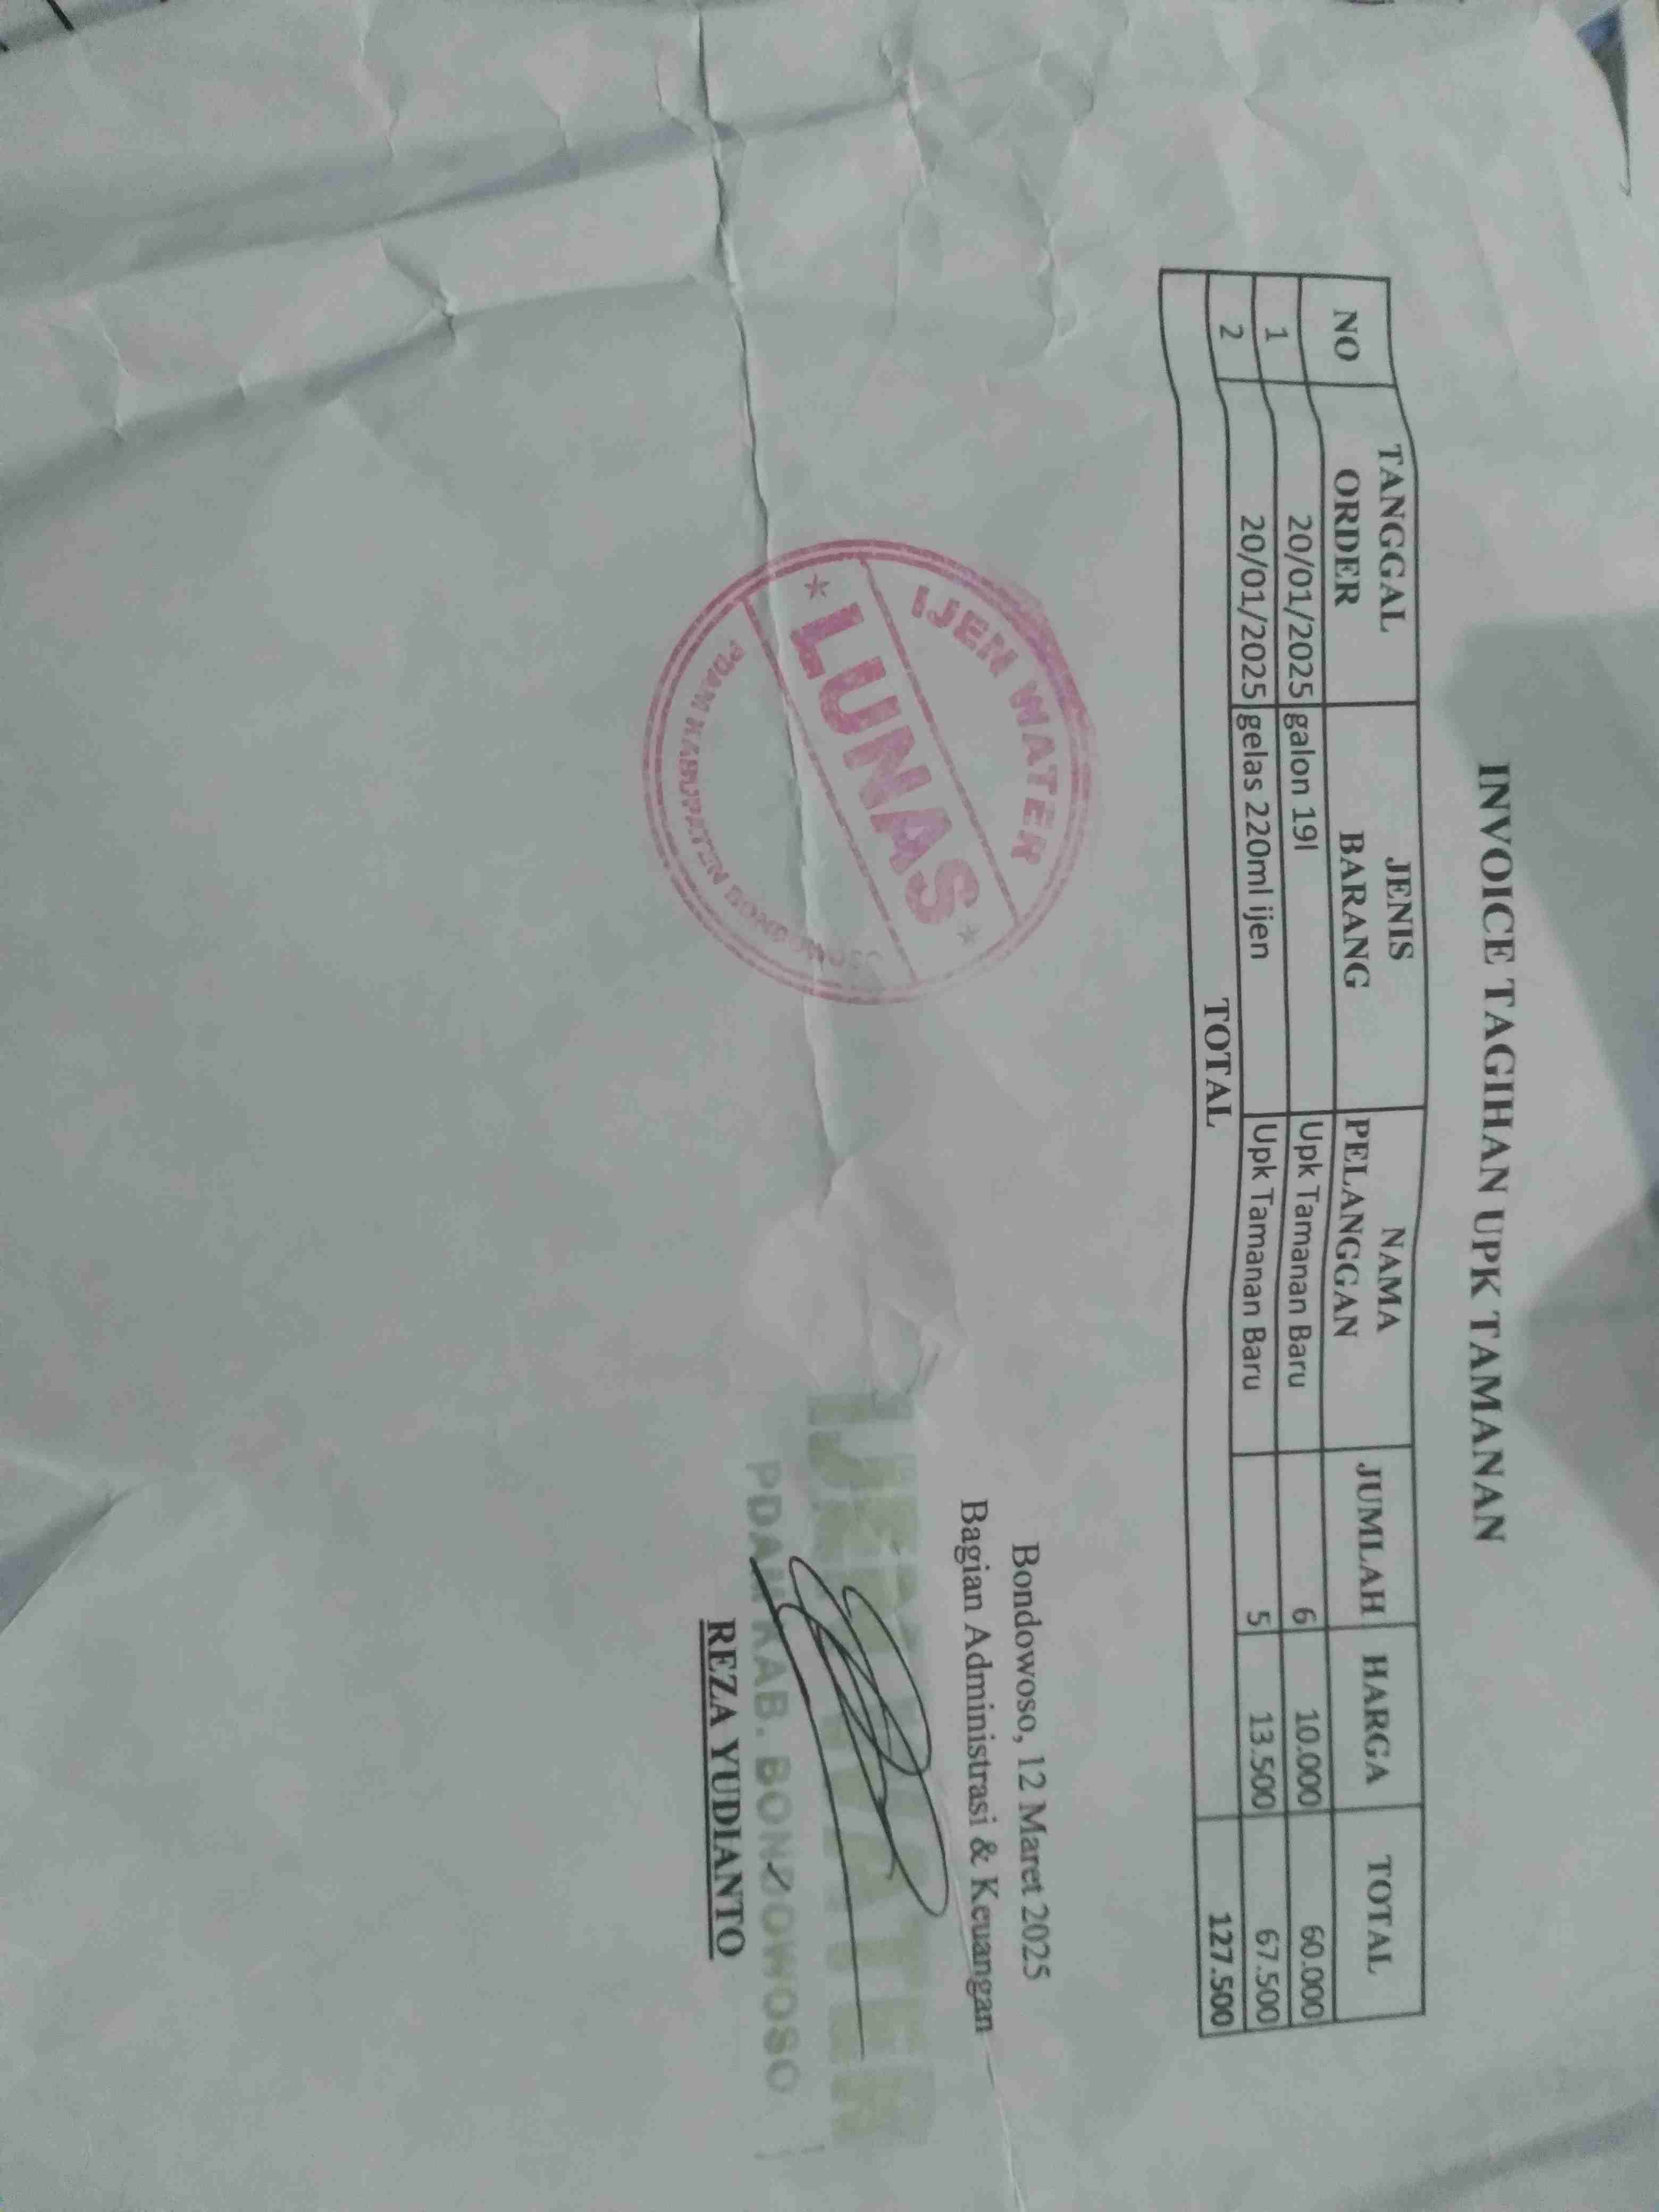 INVOICE TAGIHAN UPK TAMANAN
NO TANGGAL ORDER JENIS BARANG NAMA PELANGGAN JUMLAH HARGA TOTAL
1 20/01/2025 galon 19l Upk Tamanan Baru 6 10.000 60.000
2 20/01/2025 gelas 220ml ijen Upk Tamanan Baru 5 13.500 67.500
TOTAL 127.500
Bondowoso, 12 Maret 2025
Bagian Administrasi & Keuangan
IJEN WATER
PDAM KAB. BONDOWOSO
REZA YUDIANTO
IJEN WATER
LUNAS
PDAM KABUPATEN BONDOWOSO